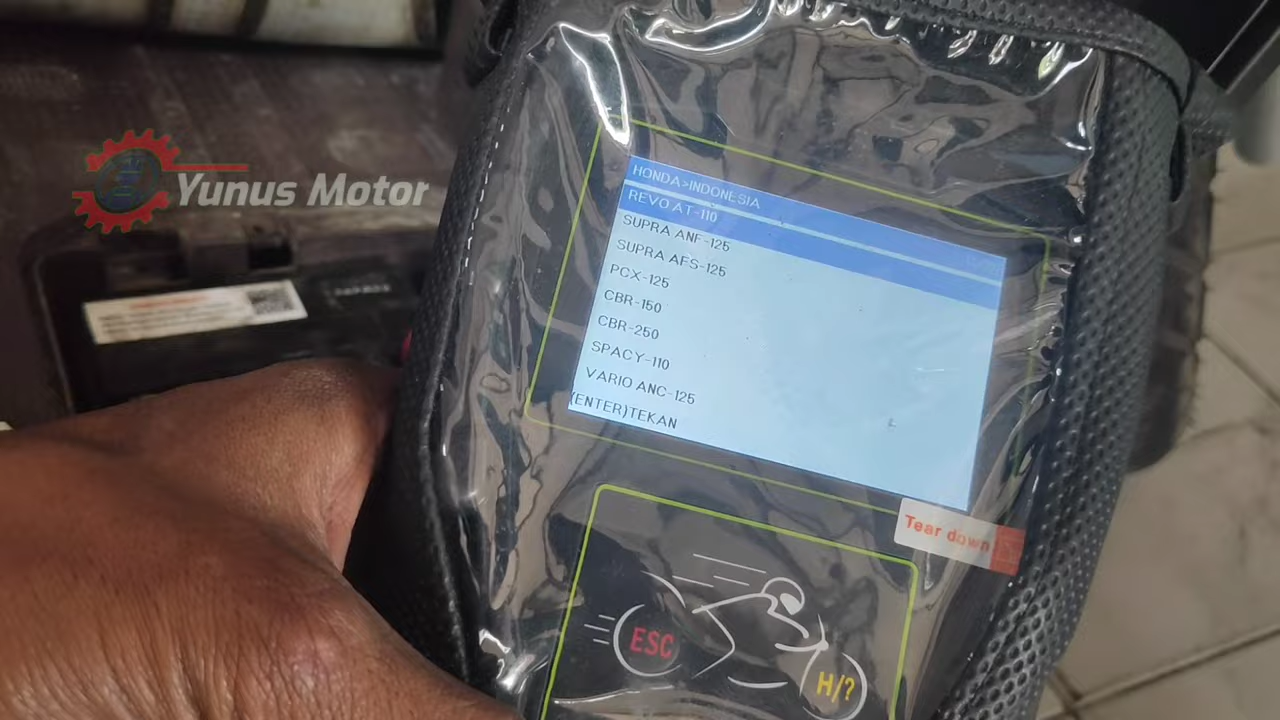 Yunus Motor
HONDA>INDONESIA
REVO AT-110
SUPRA ANF-125
SUPRA AFS-125
PCX-125
CBR-150
CBR-250
SPACY-110
VARIO ANC-125
(ENTER)TEKAN
Tear down
ESC
H/?